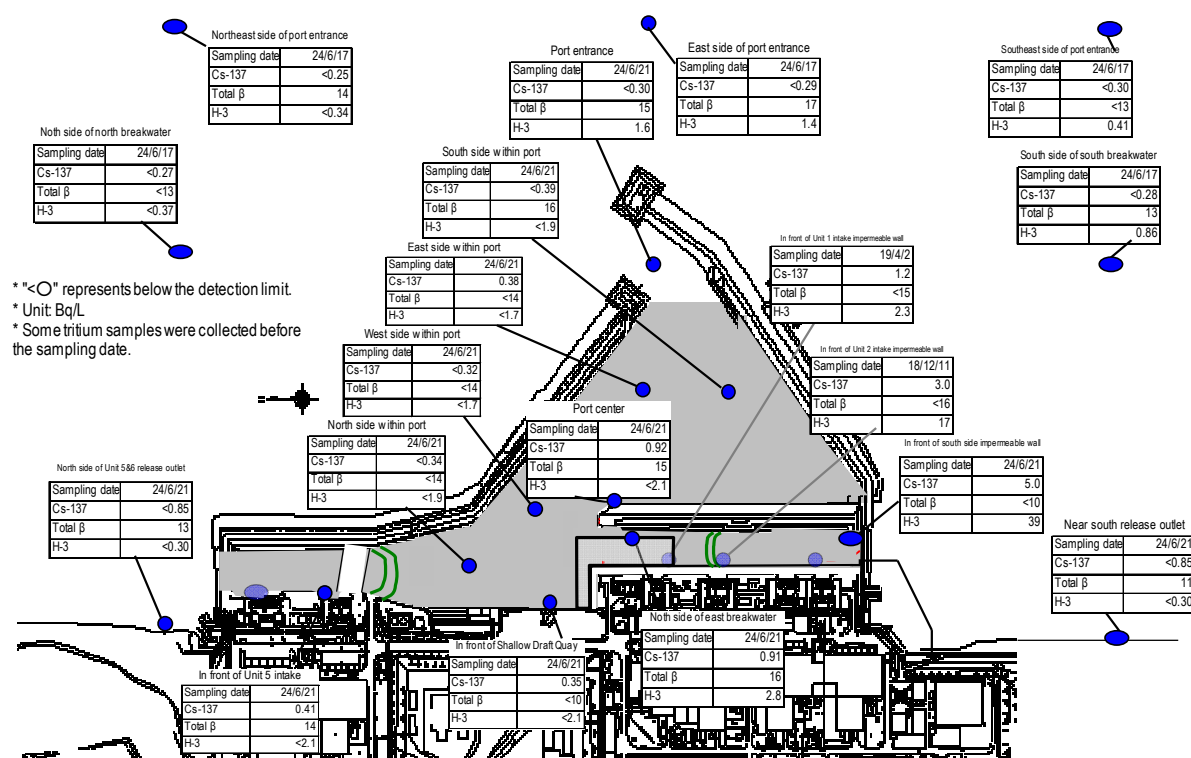 Northeast side of port entrance
Sampling date 24/6/17
Cs-137 <0.25
Total β 14
H-3 <0.34
Port entrance
Sampling date 24/6/21
Cs-137 <0.30
Total β 15
H-3 1.6
East side of port entrance
Sampling date 24/6/17
Cs-137 <0.29
Total β 17
H-3 1.4
Southeast side of port entrance
Sampling date 24/6/17
Cs-137 <0.30
Total β <13
H-3 0.41
Noth side of north breakwater
Sampling date 24/6/17
Cs-137 <0.27
Total β <13
H-3 <0.37
South side within port
Sampling date 24/6/21
Cs-137 <0.39
Total β 16
H-3 <1.9
South side of south breakwater
Sampling date 24/6/17
Cs-137 <0.28
Total β 13
H-3 0.86
East side within port
Sampling date 24/6/21
Cs-137 0.38
Total β <14
H-3 <1.7
In front of Unit 1 intake impermeable wall
Sampling date 19/4/2
Cs-137 1.2
Total β <15
H-3 2.3
* "<O" represents below the detection limit.
* Unit: Bq/L
* Some tritium samples were collected before
the sampling date.
West side within port
Sampling date 24/6/21
Cs-137 <0.32
Total β <14
H-3 <1.7
In front of Unit 2 intake impermeable wall
Sampling date 18/12/11
Cs-137 3.0
Total β <16
H-3 17
Port center
Sampling date 24/6/21
Cs-137 0.92
Total β 15
H-3 <2.1
North side within port
Sampling date 24/6/21
Cs-137 <0.34
Total β <14
H-3 <1.9
In front of south side impermeable wall
Sampling date 24/6/21
Cs-137 5.0
Total β <10
H-3 39
North side of Unit 5&6 release outlet
Sampling date 24/6/21
Cs-137 <0.85
Total β 13
H-3 <0.30
Near south release outlet
Sampling date 24/6/21
Cs-137 <0.85
Total β 11
H-3 <0.30
Noth side of east breakwater
Sampling date 24/6/21
Cs-137 0.91
Total β 16
H-3 2.8
In front of Shallow Draft Quay
Sampling date 24/6/21
Cs-137 0.35
Total β <10
H-3 <2.1
In front of Unit 5 intake
Sampling date 24/6/21
Cs-137 0.41
Total β 14
H-3 <2.1